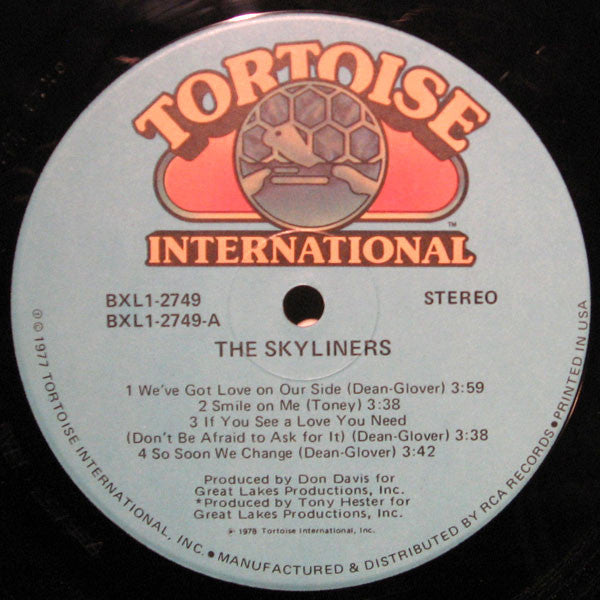 TORTOISE
INTERNATIONAL
TM
BXL1-2749
BXL1-2749-A
STEREO
THE SKYLINERS
1 We've Got Love on Our Side (Dean-Glover) 3:59
2 Smile on Me (Toney) 3:38
3 If You See a Love You Need
(Don't Be Afraid to Ask for It) (Dean-Glover) 3:38
4 So Soon We Change (Dean-Glover) 3:42
Produced by Don Davis for
Great Lakes Productions, Inc.
*Produced by Tony Hester for
Great Lakes Productions, Inc.
℗ 1978 Tortoise International, Inc.
℗ © 1977 TORTOISE INTERNATIONAL, INC. ● MANUFACTURED & DISTRIBUTED BY RCA RECORDS ● PRINTED IN USA